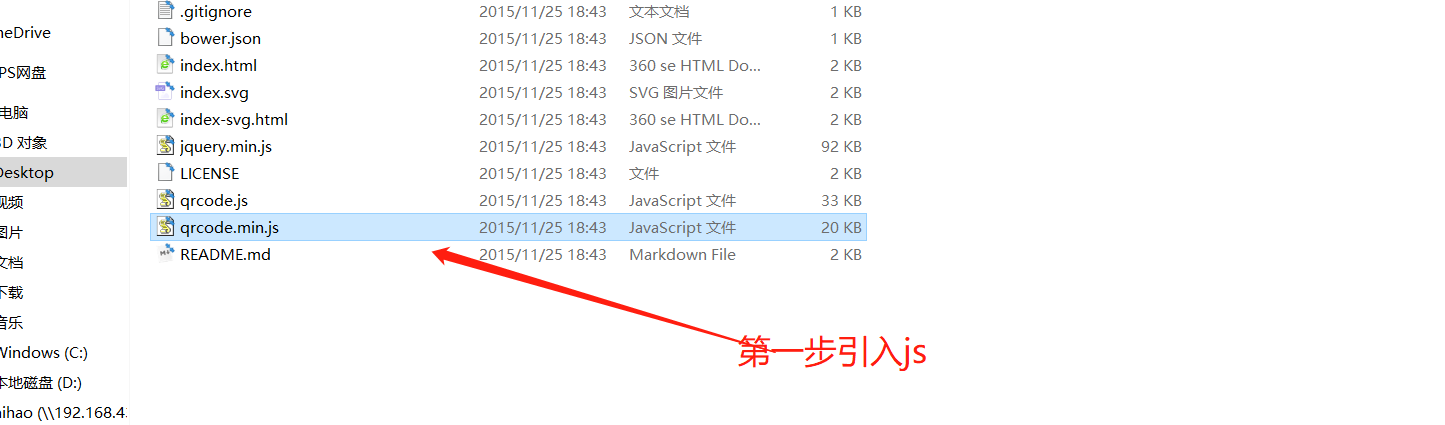 .gitignore 2015/11/25 18:43 文本文档 1 KB
neDrive
bower.json 2015/11/25 18:43 JSON 文件 1 KB
index.html 2015/11/25 18:43 360 se HTML Do... 2 KB
PS网盘
index.svg 2015/11/25 18:43 SVG 图片文件 2 KB
电脑
index-svg.html 2015/11/25 18:43 360 se HTML Do... 2 KB
3D 对象
jquery.min.js 2015/11/25 18:43 JavaScript 文件 92 KB
Desktop
LICENSE 2015/11/25 18:43 文件 2 KB
视频
qrcode.js 2015/11/25 18:43 JavaScript 文件 33 KB
图片
qrcode.min.js 2015/11/25 18:43 JavaScript 文件 20 KB
文档
README.md 2015/11/25 18:43 Markdown File 2 KB
下载
音乐
Windows (C:)
第一步引入js
本地磁盘 (D:)
aihao (\\192.168.43